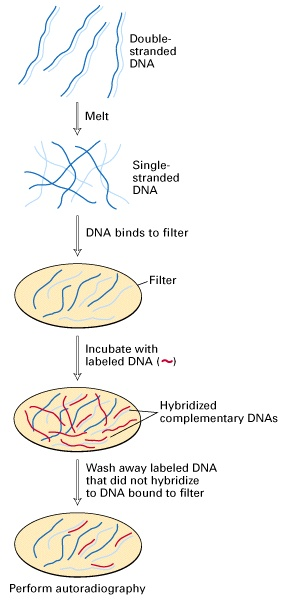 Double-
stranded
DNA
Melt
Single-
stranded
DNA
DNA binds to filter
Filter
Incubate with
labeled DNA (~)
Hybridized
complementary DNAs
Wash away labeled DNA
that did not hybridize
to DNA bound to filter
Perform autoradiography